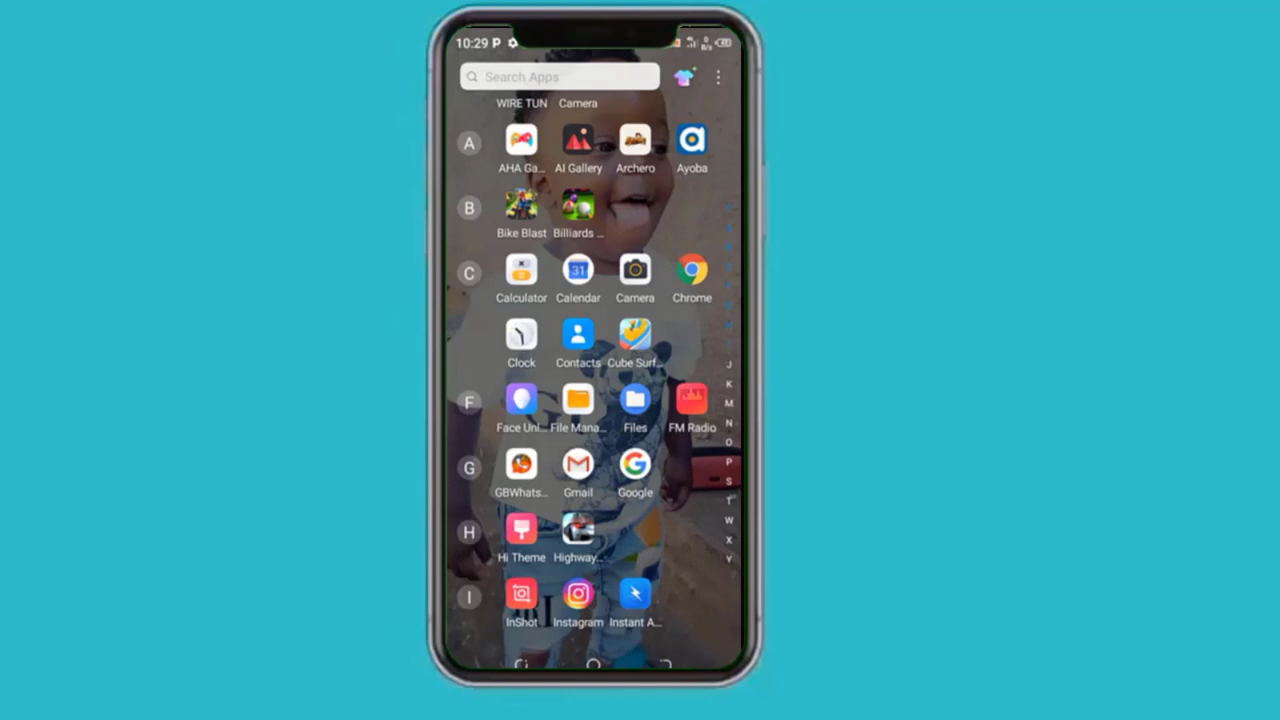 10:29 P
Search Apps
WIRE TUN Camera
A
AHA Ga... AI Gallery Archero Ayoba
B
Bike Blast Billiards ...
C
31
Calculator Calendar Camera Chrome
Clock Contacts Cube Surf...
F
Face Unl... File Mana... Files FM Radio
G
GBWhats... Gmail Google
H
Hi Theme Highway...
I
InShot Instagram Instant A...
J
K
M
N
O
P
S
T
W
X
Y